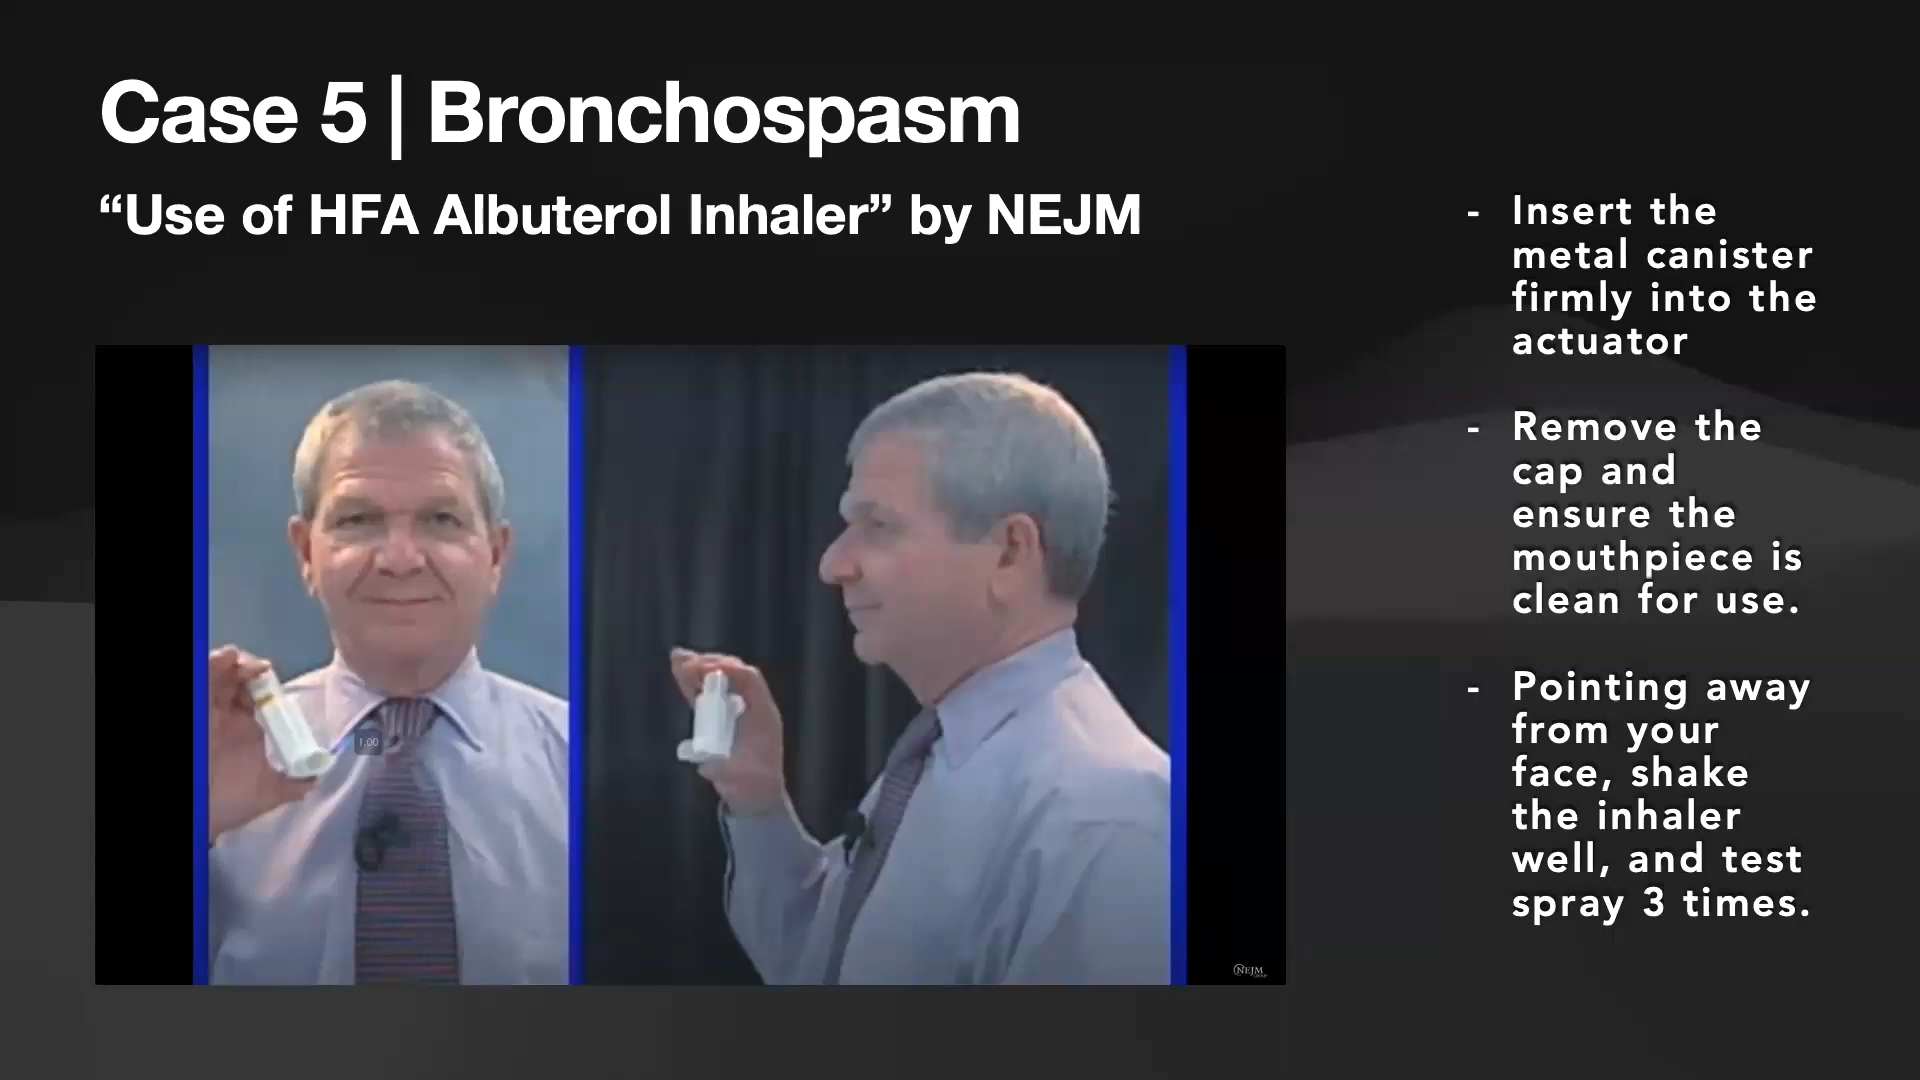 Case 5 | Bronchospasm
“Use of HFA Albuterol Inhaler” by NEJM
- Insert the
metal canister
firmly into the
actuator
- Remove the
cap and
ensure the
mouthpiece is
clean for use.
- Pointing away
from your
face, shake
the inhaler
well, and test
spray 3 times.
1.00
NEJM